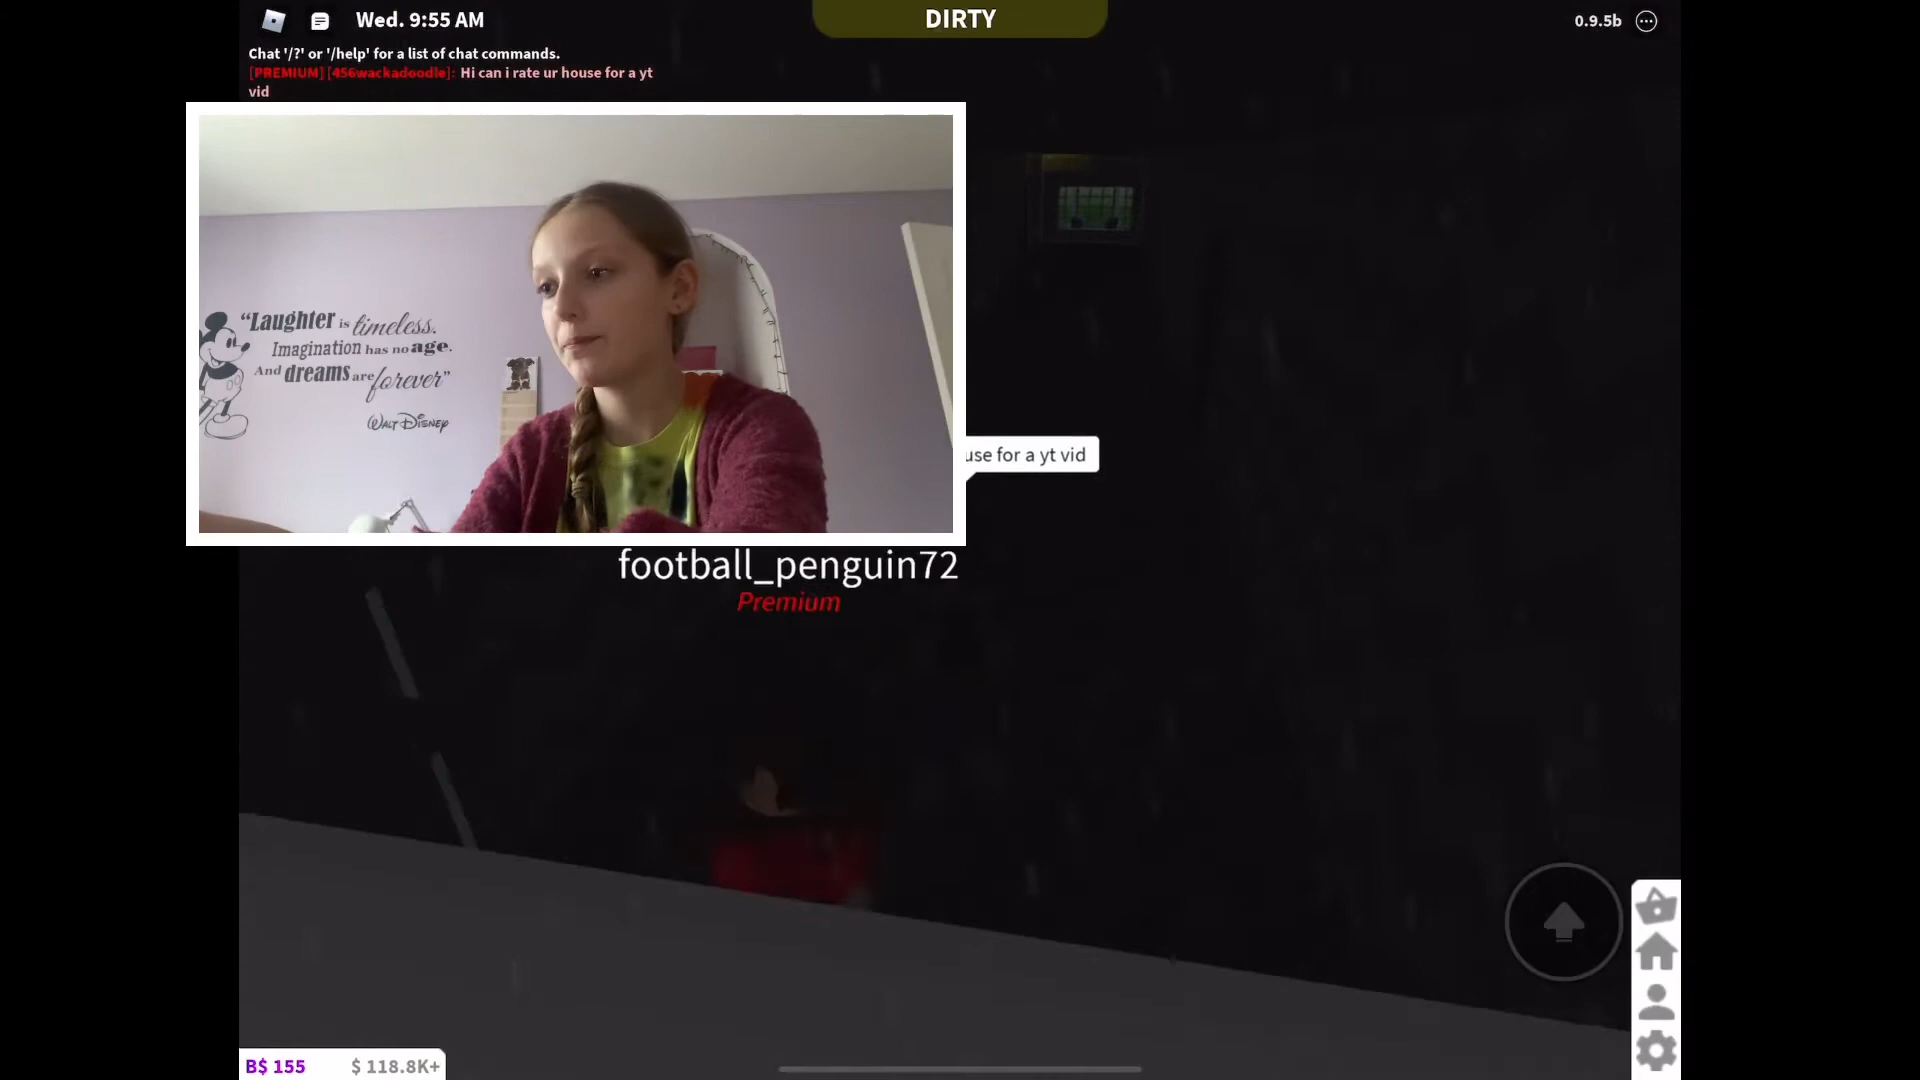 Wed. 9:55 AM
DIRTY
0.9.5b
Chat '/?' or '/help' for a list of chat commands.
[PREMIUM] [456wackadoodle]: Hi can i rate ur house for a yt
vid
“Laughter is timeless.
Imagination has no age.
And dreams are forever”
WALT DISNEY
use for a yt vid
football_penguin72
Premium
B$ 155
$ 118.8K+